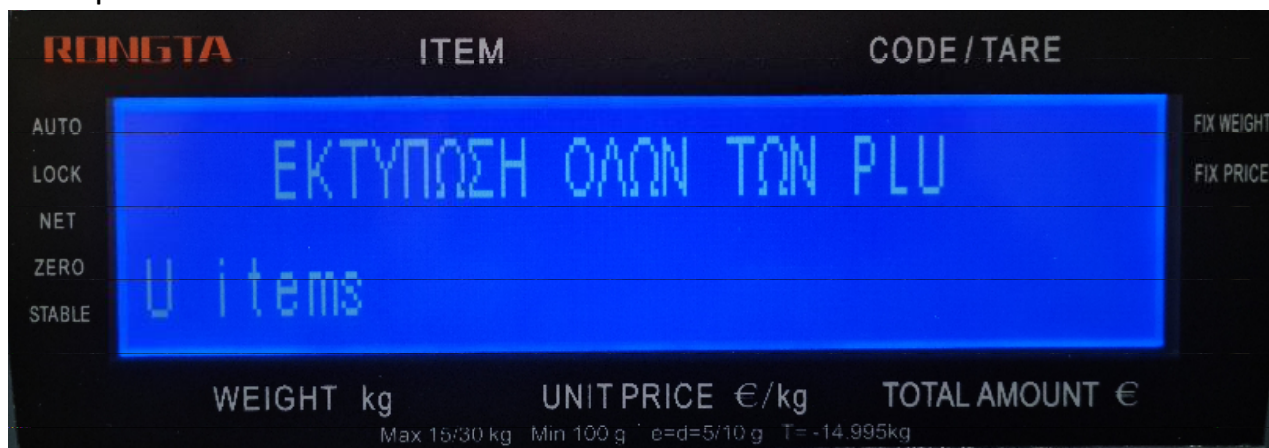 RONGTA ITEM CODE/TARE
AUTO
LOCK
NET
ZERO
STABLE
ΕΚΤΥΠΩΣΗ ΟΛΩΝ ΤΩΝ PLU
U items
FIX WEIGHT
FIX PRICE
WEIGHT kg UNIT PRICE €/kg TOTAL AMOUNT €
Max 15/30 kg Min 100 g e=d=5/10 g T= -14.995kg